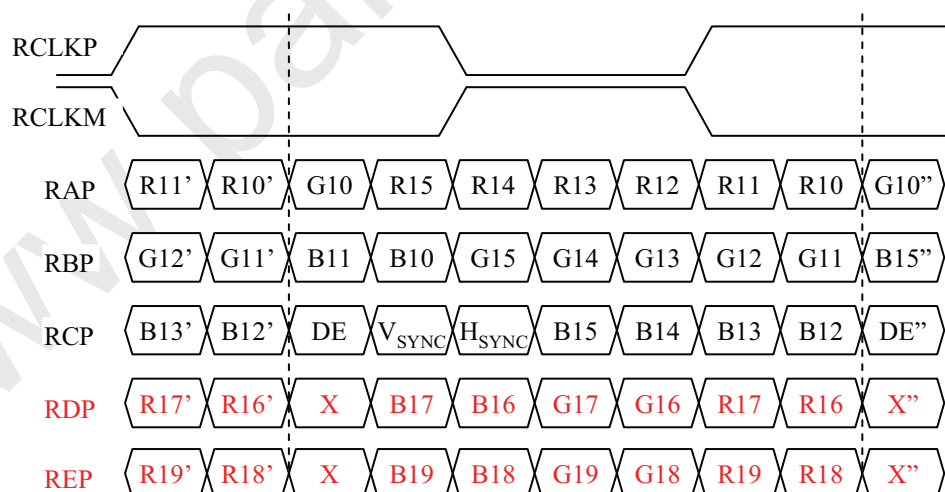 RCLKP
RCLKM
RAP R11’ R10’ G10 R15 R14 R13 R12 R11 R10 G10”
RBP G12’ G11’ B11 B10 G15 G14 G13 G12 G11 B15”
RCP B13’ B12’ DE VSYNC HSYNC B15 B14 B13 B12 DE”
RDP R17’ R16’ X B17 B16 G17 G16 R17 R16 X”
REP R19’ R18’ X B19 B18 G19 G18 R19 R18 X”